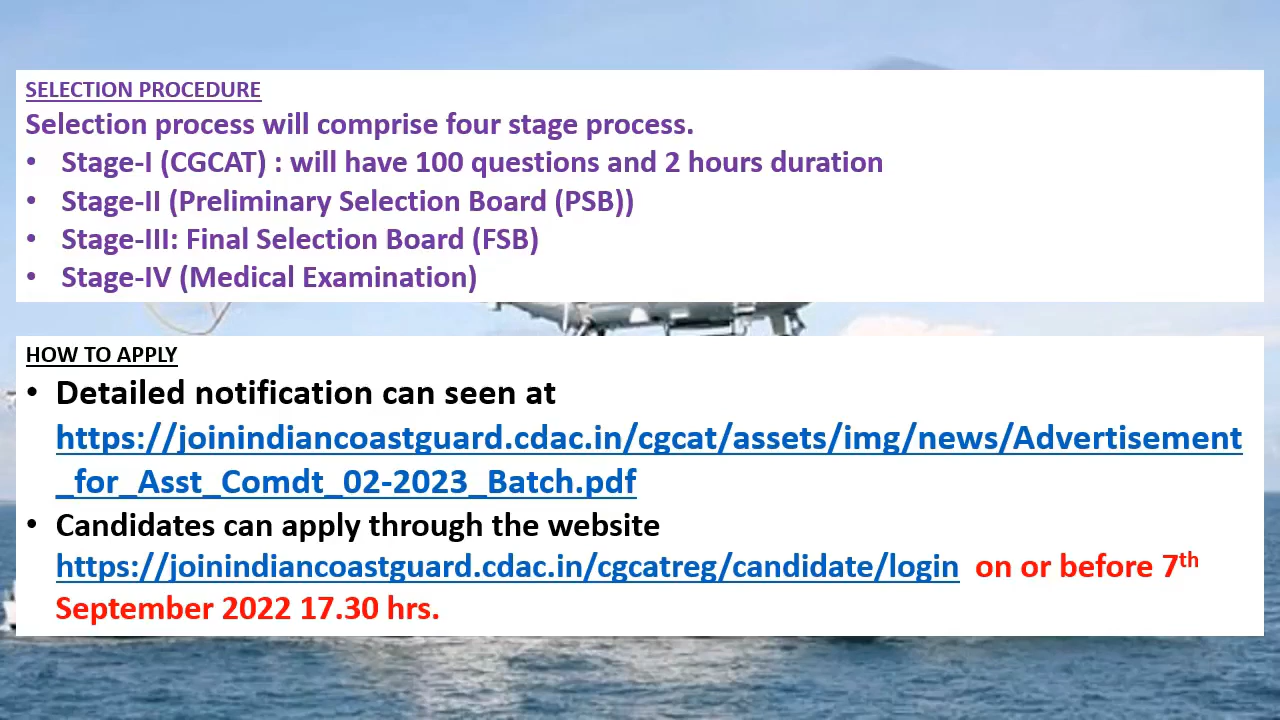 SELECTION PROCEDURE
Selection process will comprise four stage process.
• Stage-I (CGCAT) : will have 100 questions and 2 hours duration
• Stage-II (Preliminary Selection Board (PSB))
• Stage-III: Final Selection Board (FSB)
• Stage-IV (Medical Examination)
HOW TO APPLY
• Detailed notification can seen at
https://joinindiancoastguard.cdac.in/cgcat/assets/img/news/Advertisement
_for_Asst_Comdt_02-2023_Batch.pdf
• Candidates can apply through the website
https://joinindiancoastguard.cdac.in/cgcatreg/candidate/login on or before 7th
September 2022 17.30 hrs.